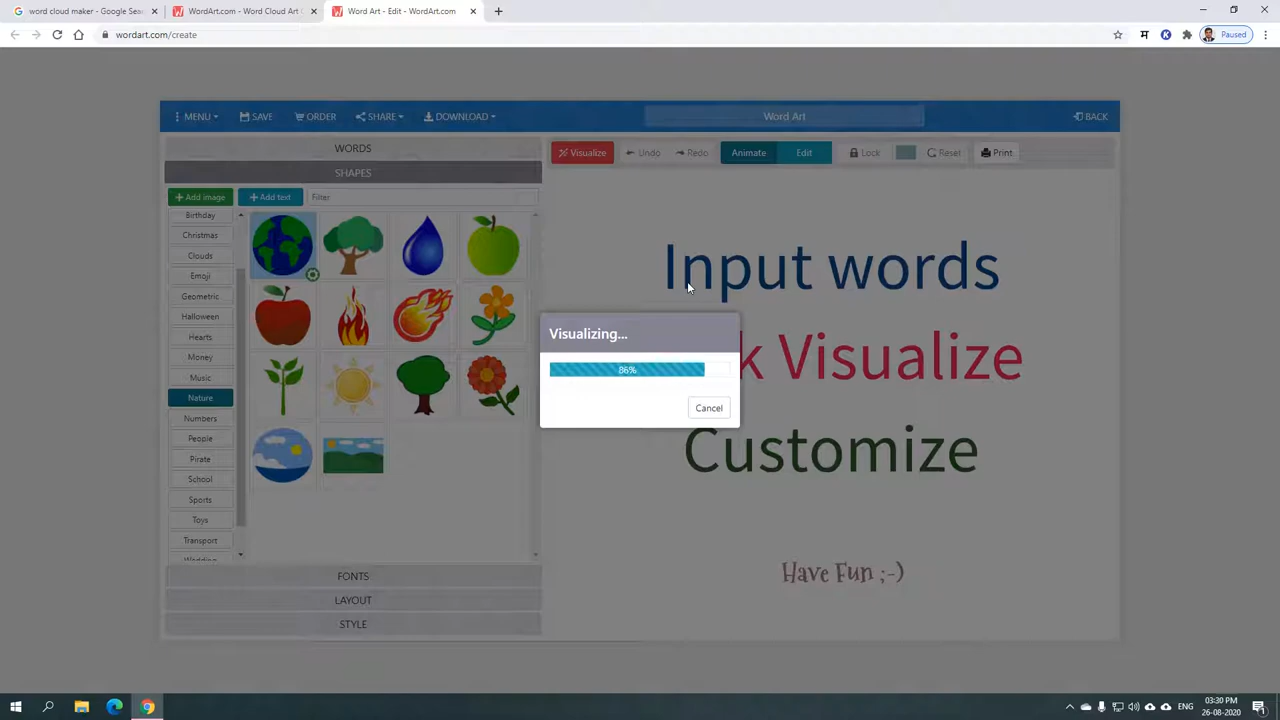 word cloud maker - Google Sea
WordArt.com - Word Cloud Art
Word Art - Edit - WordArt.com
wordart.com/create
म
K
Paused
MENU
SAVE
ORDER
SHARE
DOWNLOAD
Word Art
BACK
WORDS
Visualize
Undo
Redo
Animate
Edit
Lock
Reset
Print
SHAPES
Add image
Add text
Filter
Birthday
Christmas
Clouds
Emoji
Geometric
Halloween
Hearts
Money
Music
Nature
Numbers
People
Pirate
School
Sports
Toys
Transport
Wedding
Input words
k Visualize
Customize
Have Fun ;-)
Visualizing...
86%
Cancel
FONTS
LAYOUT
STYLE
ENG
03:30 PM
26-08-2020